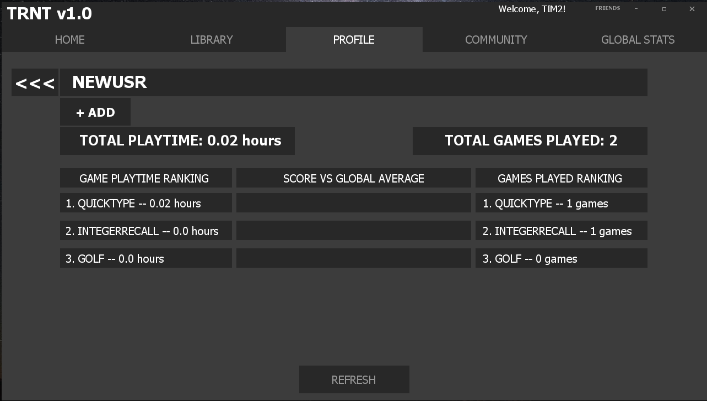 TRNT v1.0
Welcome, TIM2!
FRIENDS
HOME
LIBRARY
PROFILE
COMMUNITY
GLOBAL STATS
<<< NEWUSR
+ ADD
TOTAL PLAYTIME: 0.02 hours
TOTAL GAMES PLAYED: 2
GAME PLAYTIME RANKING
SCORE VS GLOBAL AVERAGE
GAMES PLAYED RANKING
1. QUICKTYPE -- 0.02 hours
1. QUICKTYPE -- 1 games
2. INTEGERRECALL -- 0.0 hours
2. INTEGERRECALL -- 1 games
3. GOLF -- 0.0 hours
3. GOLF -- 0 games
REFRESH